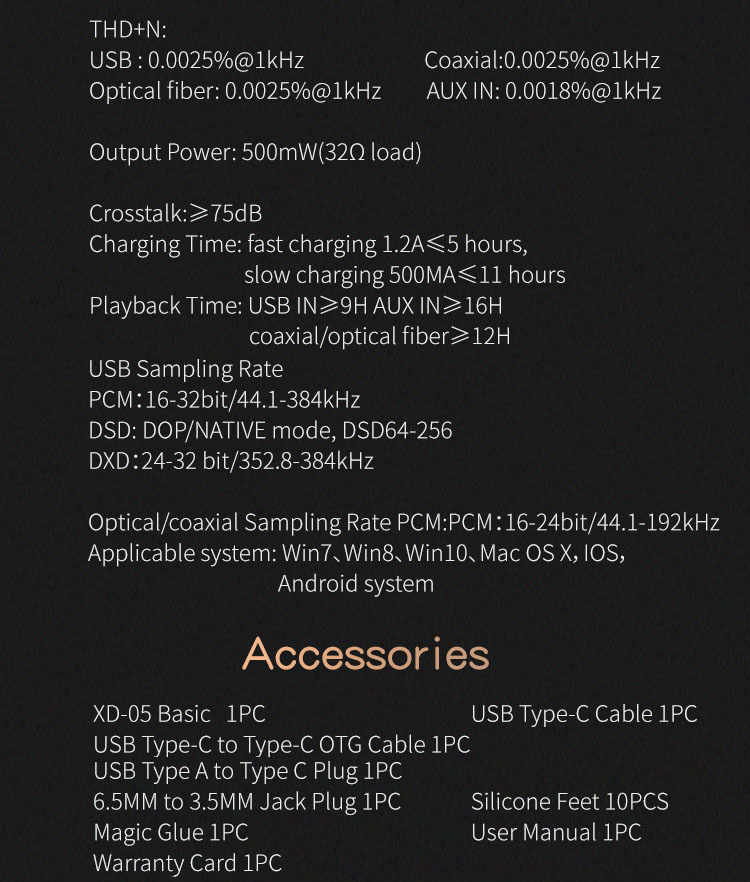 THD+N:
USB : 0.0025%@1kHz Coaxial:0.0025%@1kHz
Optical fiber: 0.0025%@1kHz AUX IN: 0.0018%@1kHz
Output Power: 500mW(32Ω load)
Crosstalk:≥75dB
Charging Time: fast charging 1.2A≤5 hours,
slow charging 500MA≤11 hours
Playback Time: USB IN≥9H AUX IN≥16H
coaxial/optical fiber≥12H
USB Sampling Rate
PCM：16-32bit/44.1-384kHz
DSD: DOP/NATIVE mode, DSD64-256
DXD：24-32 bit/352.8-384kHz
Optical/coaxial Sampling Rate PCM:PCM：16-24bit/44.1-192kHz
Applicable system: Win7、Win8、Win10、Mac OS X，IOS，
Android system
Accessories
XD-05 Basic 1PC USB Type-C Cable 1PC
USB Type-C to Type-C OTG Cable 1PC
USB Type A to Type C Plug 1PC
6.5MM to 3.5MM Jack Plug 1PC Silicone Feet 10PCS
Magic Glue 1PC User Manual 1PC
Warranty Card 1PC